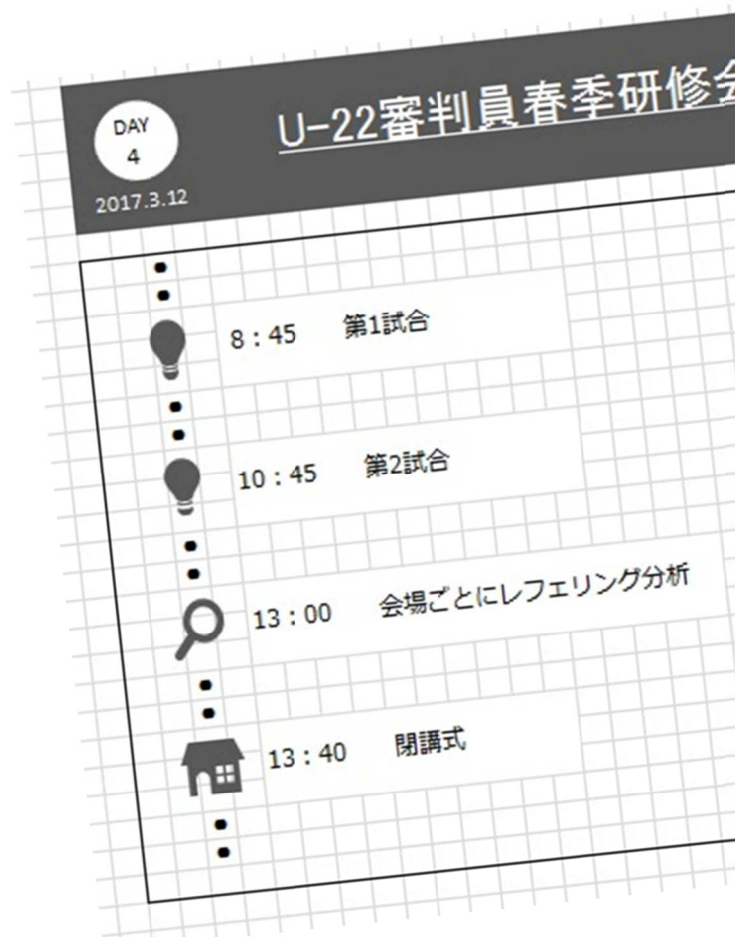 DAY
4
2017.3.12
U-22審判員春季研修会
8：45 第1試合
10：45 第2試合
13：00 会場ごとにレフェリング分析
13：40 閉講式